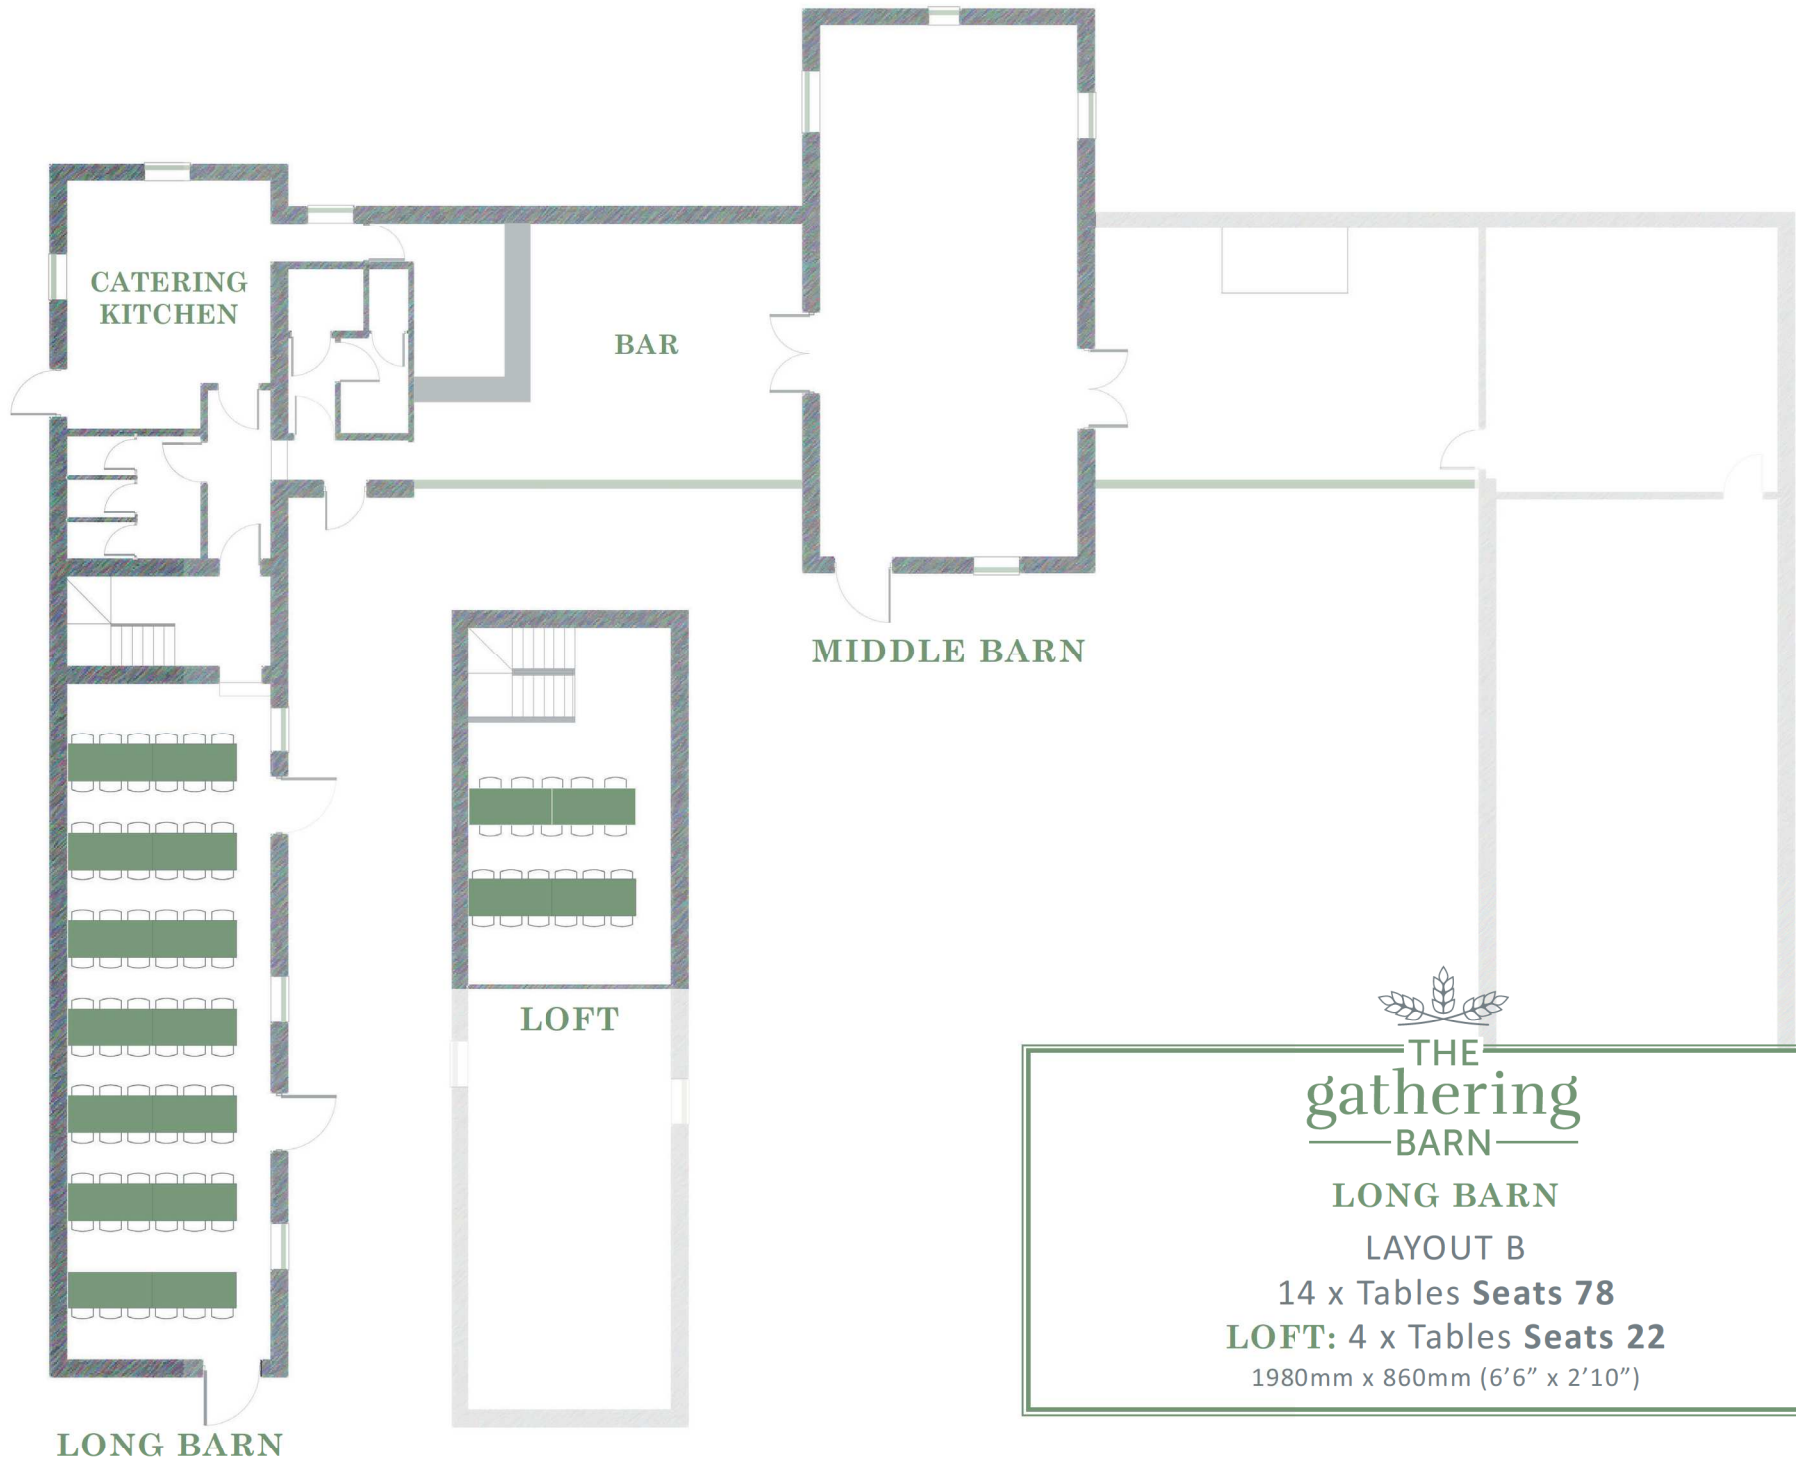 CATERING
KITCHEN
BAR
MIDDLE BARN
LOFT
LONG BARN
THE
gathering
BARN
LONG BARN
LAYOUT B
14 x Tables Seats 78
LOFT: 4 x Tables Seats 22
1980mm x 860mm (6’6” x 2’10”)